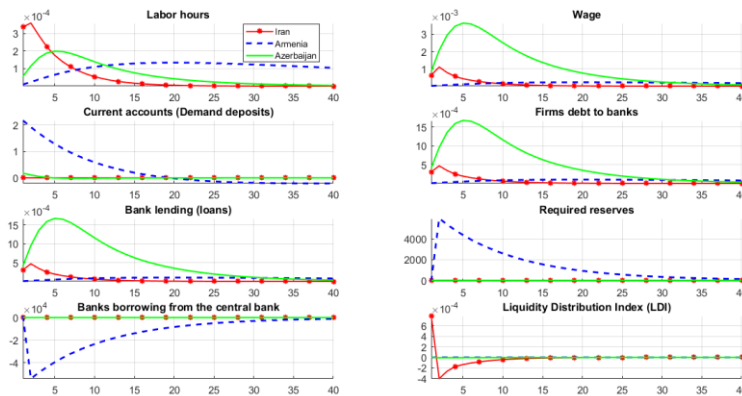 Labor hours
×10⁻⁴
3
2
1
5 10 15 20 25 30 35 40
Iran
Armenia
Azerbaijan
Wage
×10⁻³
3
2
1
5 10 15 20 25 30 35 40
Current accounts (Demand deposits)
2
1
0
5 10 15 20 25 30 35 40
Firms debt to banks
×10⁻⁴
15
10
5
5 10 15 20 25 30 35 40
Bank lending (loans)
×10⁻⁴
15
10
5
5 10 15 20 25 30 35 40
Required reserves
4000
2000
0
5 10 15 20 25 30 35 40
Banks borrowing from the central bank
×10⁴
0
-2
-4
5 10 15 20 25 30 35 40
Liquidity Distribution Index (LDI)
×10⁻⁴
6
4
2
0
-2
-4
5 10 15 20 25 30 35 40